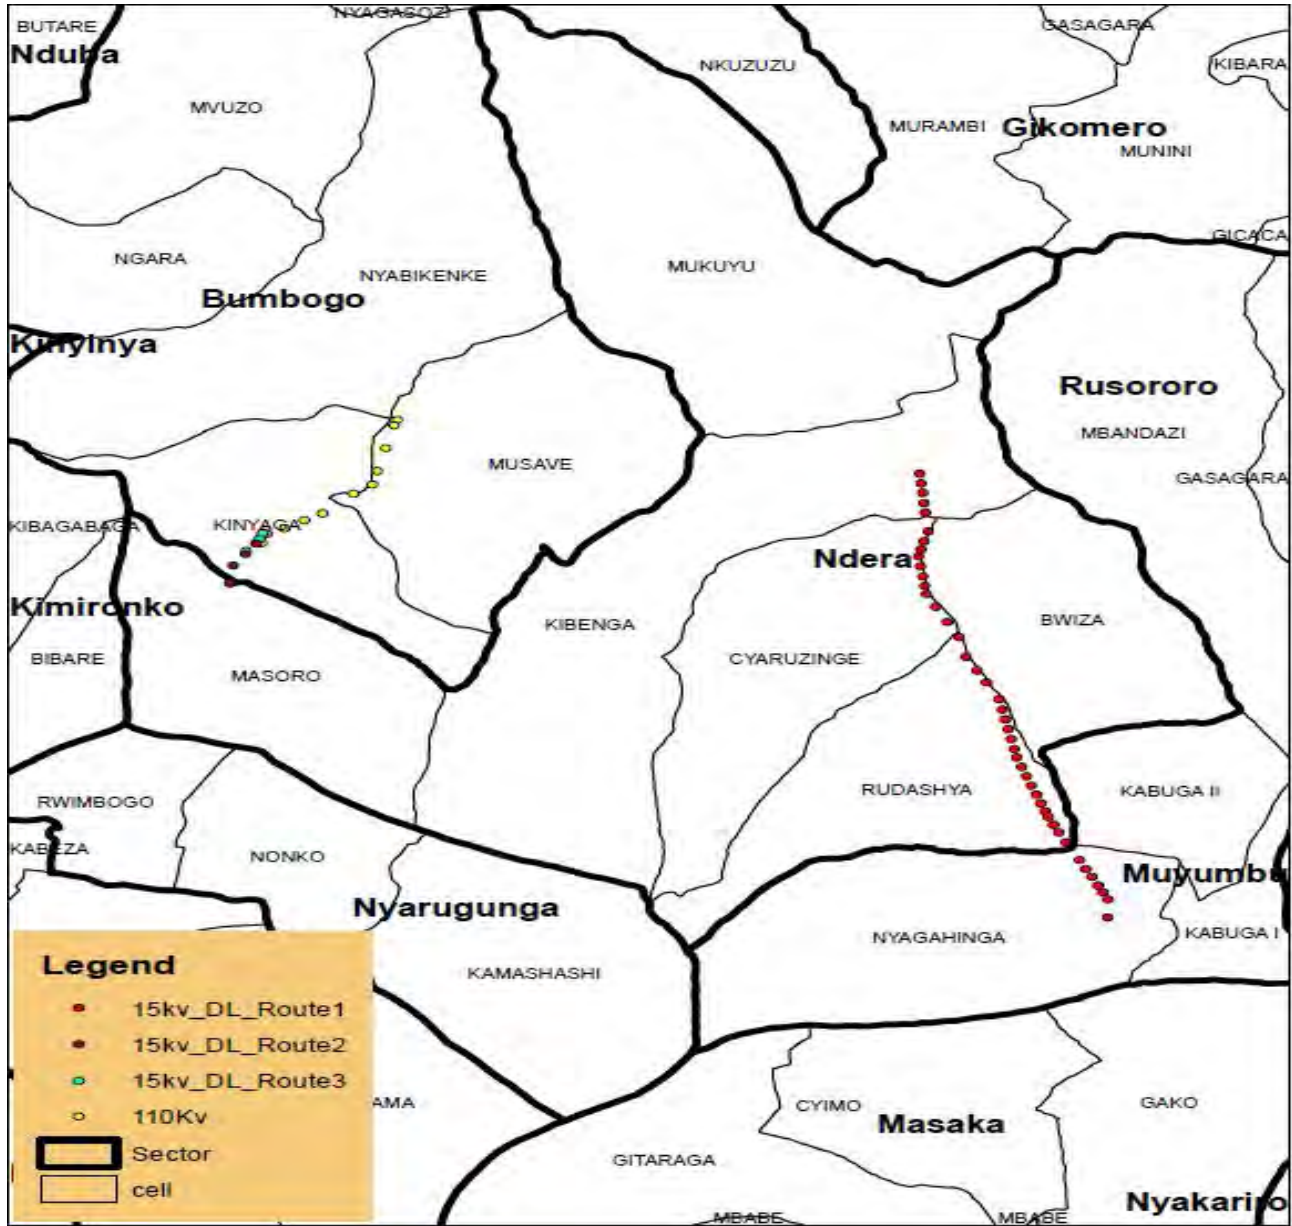 NYAGASOZI
BUTARE
GASAGARA
Nduba
NKUZUZU
KIBARA
MVUZO
MURAMBI
Gikomero
MUNINI
GICACA
NGARA
MUKUYU
NYABIKENKE
Bumbogo
Kinyinya
Rusororo
MBANDAZI
MUSAVE
GASAGARA
KIBAGABAGA
KINYAGA
Ndera
Kimironko
KIBENGA
BWIZA
BIBARE
CYARUZINGE
MASORO
RUDASHYA
KABUGA II
RWIMBOGO
KABEZA
NONKO
Muyumbu
Nyarugunga
NYAGAHINGA
KABUGA I
KAMASHASHI
Legend
15kv_DL_Route1
15kv_DL_Route2
15kv_DL_Route3
110Kv
Sector
cell
AMA
CYIMO
GAKO
Masaka
GITARAGA
Nyakariro
MBABE
MBABE